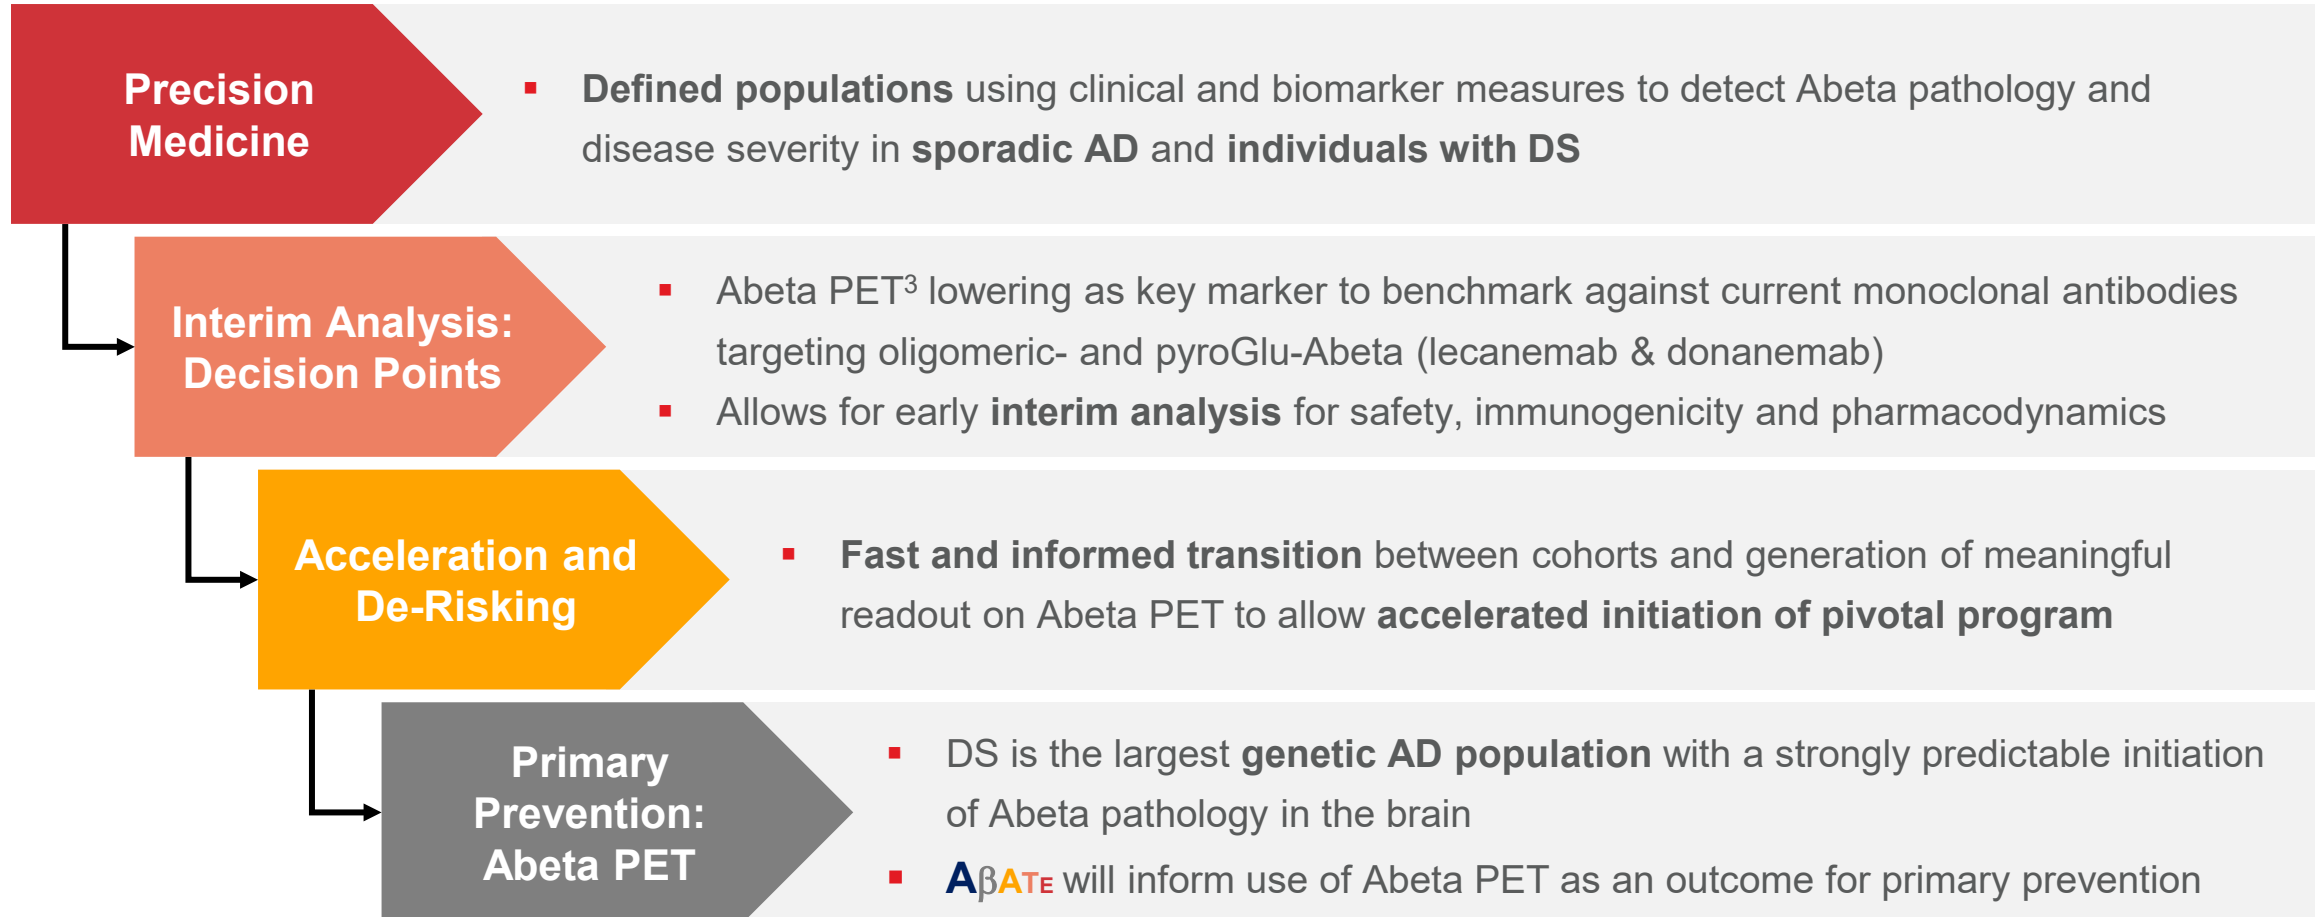 Precision
Medicine
▪ Defined populations using clinical and biomarker measures to detect Abeta pathology and
disease severity in sporadic AD and individuals with DS
Interim Analysis:
Decision Points
▪ Abeta PET³ lowering as key marker to benchmark against current monoclonal antibodies
targeting oligomeric- and pyroGlu-Abeta (lecanemab & donanemab)
▪ Allows for early interim analysis for safety, immunogenicity and pharmacodynamics
Acceleration and
De-Risking
▪ Fast and informed transition between cohorts and generation of meaningful
readout on Abeta PET to allow accelerated initiation of pivotal program
Primary
Prevention:
Abeta PET
▪ DS is the largest genetic AD population with a strongly predictable initiation
of Abeta pathology in the brain
▪ AβATE will inform use of Abeta PET as an outcome for primary prevention